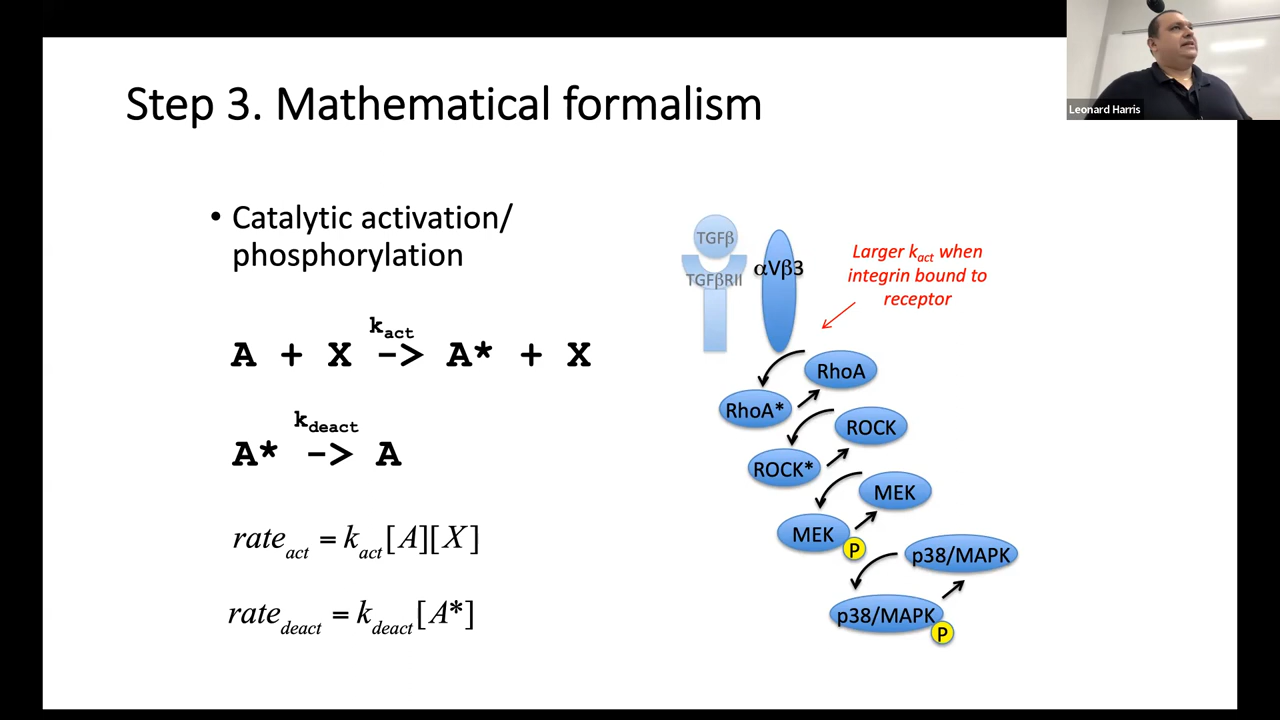 Step 3. Mathematical formalism
Leonard Harris
• Catalytic activation/
phosphorylation
k_act
A + X -> A* + X
k_deact
A* -> A
rate_act = k_act[A][X]
rate_deact = k_deact[A*]
TGFβ
TGFβRII
αVβ3
Larger k_act when
integrin bound to
receptor
RhoA
RhoA*
ROCK
ROCK*
MEK
MEK
P
p38/MAPK
p38/MAPK
P